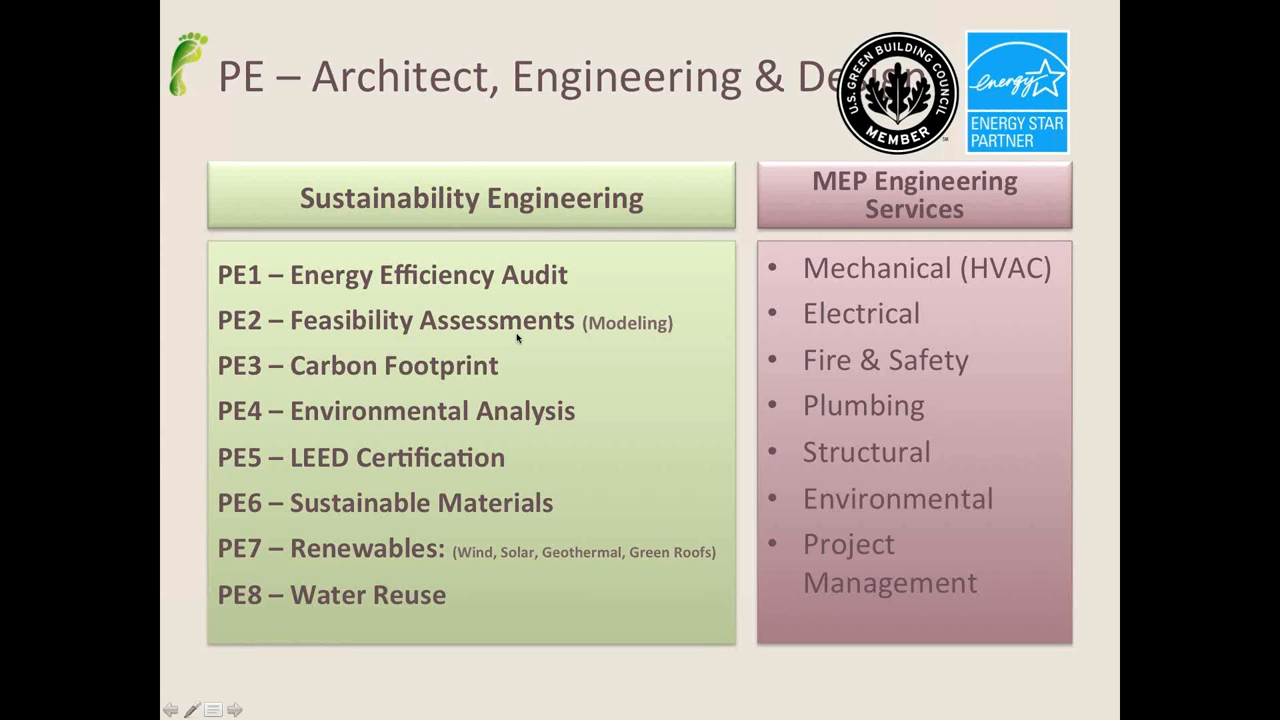 PE – Architect, Engineering & Design
U.S. GREEN BUILDING COUNCIL
MEMBER
energy
ENERGY STAR
PARTNER
Sustainability Engineering
MEP Engineering
Services
PE1 – Energy Efficiency Audit
PE2 – Feasibility Assessments (Modeling)
PE3 – Carbon Footprint
PE4 – Environmental Analysis
PE5 – LEED Certification
PE6 – Sustainable Materials
PE7 – Renewables: (Wind, Solar, Geothermal, Green Roofs)
PE8 – Water Reuse
• Mechanical (HVAC)
• Electrical
• Fire & Safety
• Plumbing
• Structural
• Environmental
• Project
Management